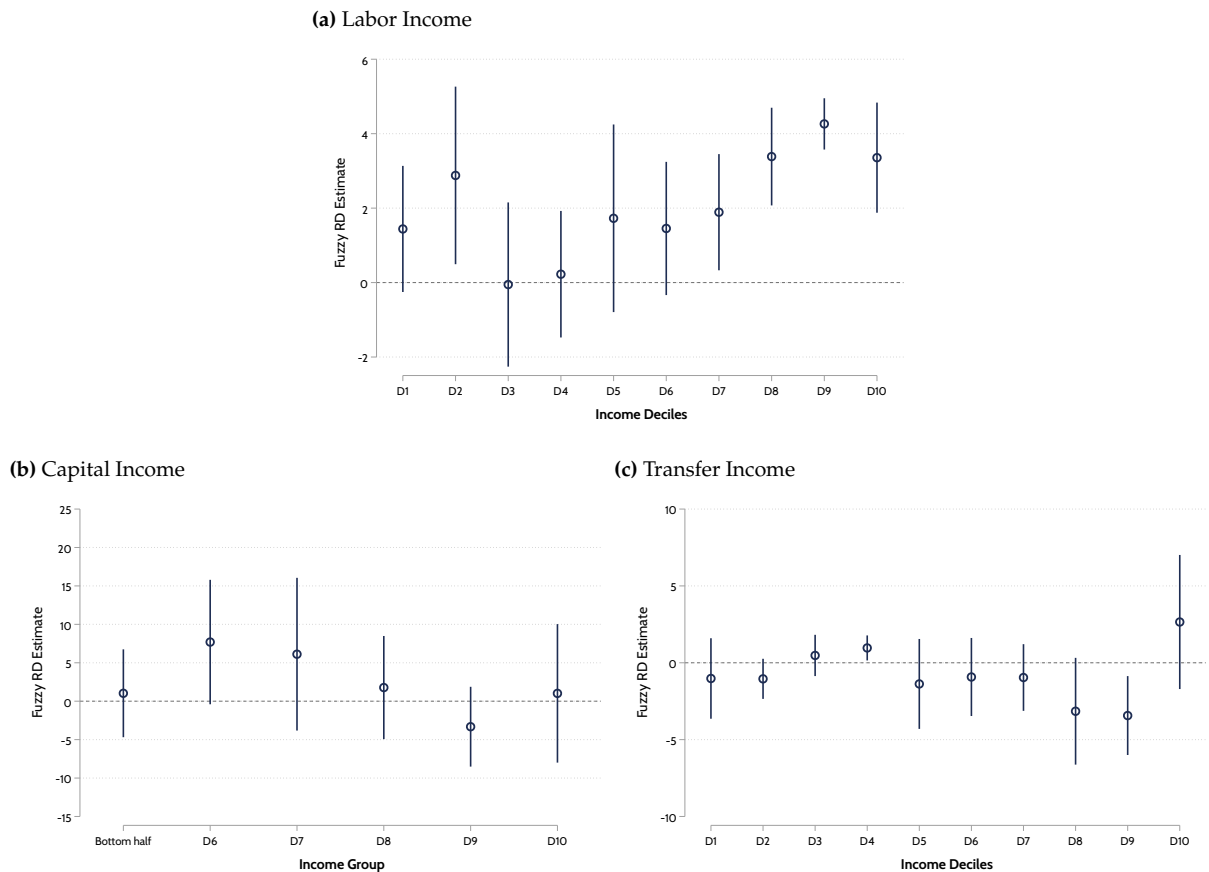 (a) Labor Income
6
4
2
0
-2
Fuzzy RD Estimate
D1 D2 D3 D4 D5 D6 D7 D8 D9 D10
Income Deciles
(b) Capital Income
25
20
15
10
5
0
-5
-10
-15
Fuzzy RD Estimate
Bottom half D6 D7 D8 D9 D10
Income Group
(c) Transfer Income
10
5
0
-5
-10
Fuzzy RD Estimate
D1 D2 D3 D4 D5 D6 D7 D8 D9 D10
Income Deciles